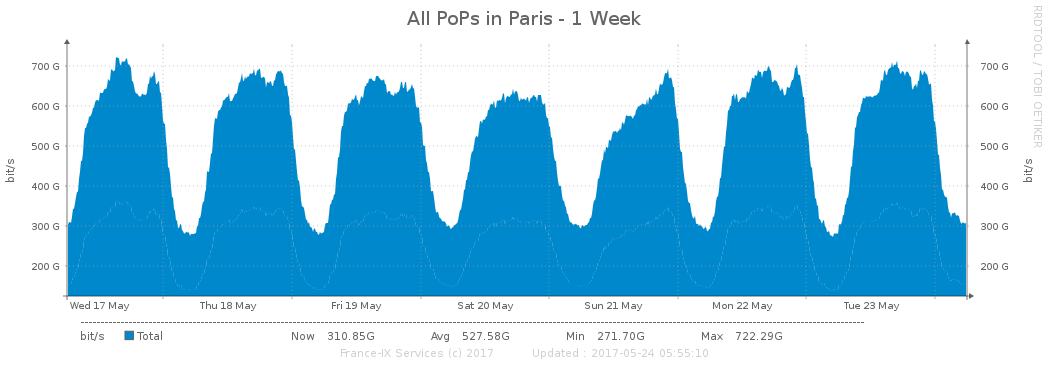 All PoPs in Paris - 1 Week
RRDTOOL / TOBI OETIKER
bit/s
700 G
600 G
500 G
400 G
300 G
200 G
700 G
600 G
500 G
400 G
300 G
200 G
bit/s
Wed 17 May Thu 18 May Fri 19 May Sat 20 May Sun 21 May Mon 22 May Tue 23 May
bit/s Total Now 310.85G Avg 527.58G Min 271.70G Max 722.29G
France-IX Services (c) 2017 Updated : 2017-05-24 05:55:10